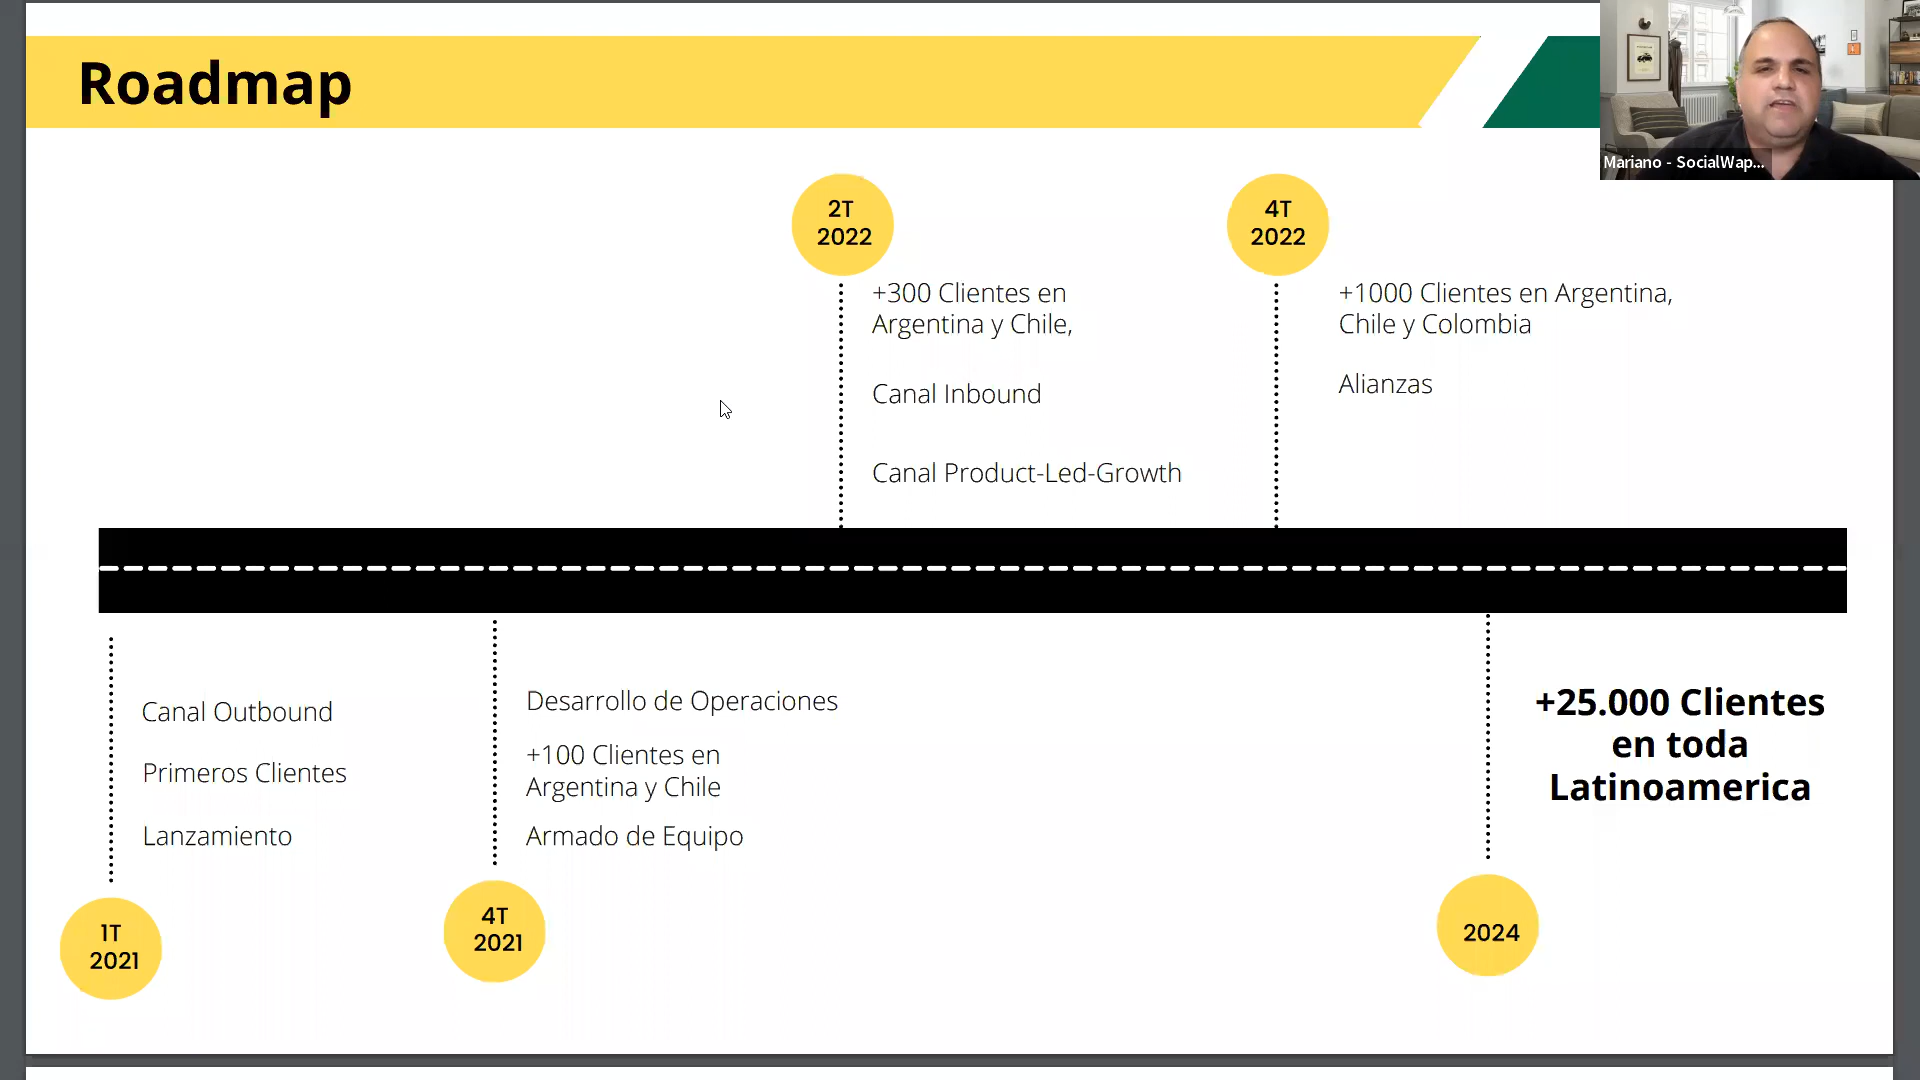 Roadmap
Mariano - SocialWap...
2T
2022
+300 Clientes en
Argentina y Chile,
Canal Inbound
Canal Product-Led-Growth
4T
2022
+1000 Clientes en Argentina,
Chile y Colombia
Alianzas
Canal Outbound
Primeros Clientes
Lanzamiento
1T
2021
Desarrollo de Operaciones
+100 Clientes en
Argentina y Chile
Armado de Equipo
4T
2021
+25.000 Clientes
en toda
Latinoamerica
2024